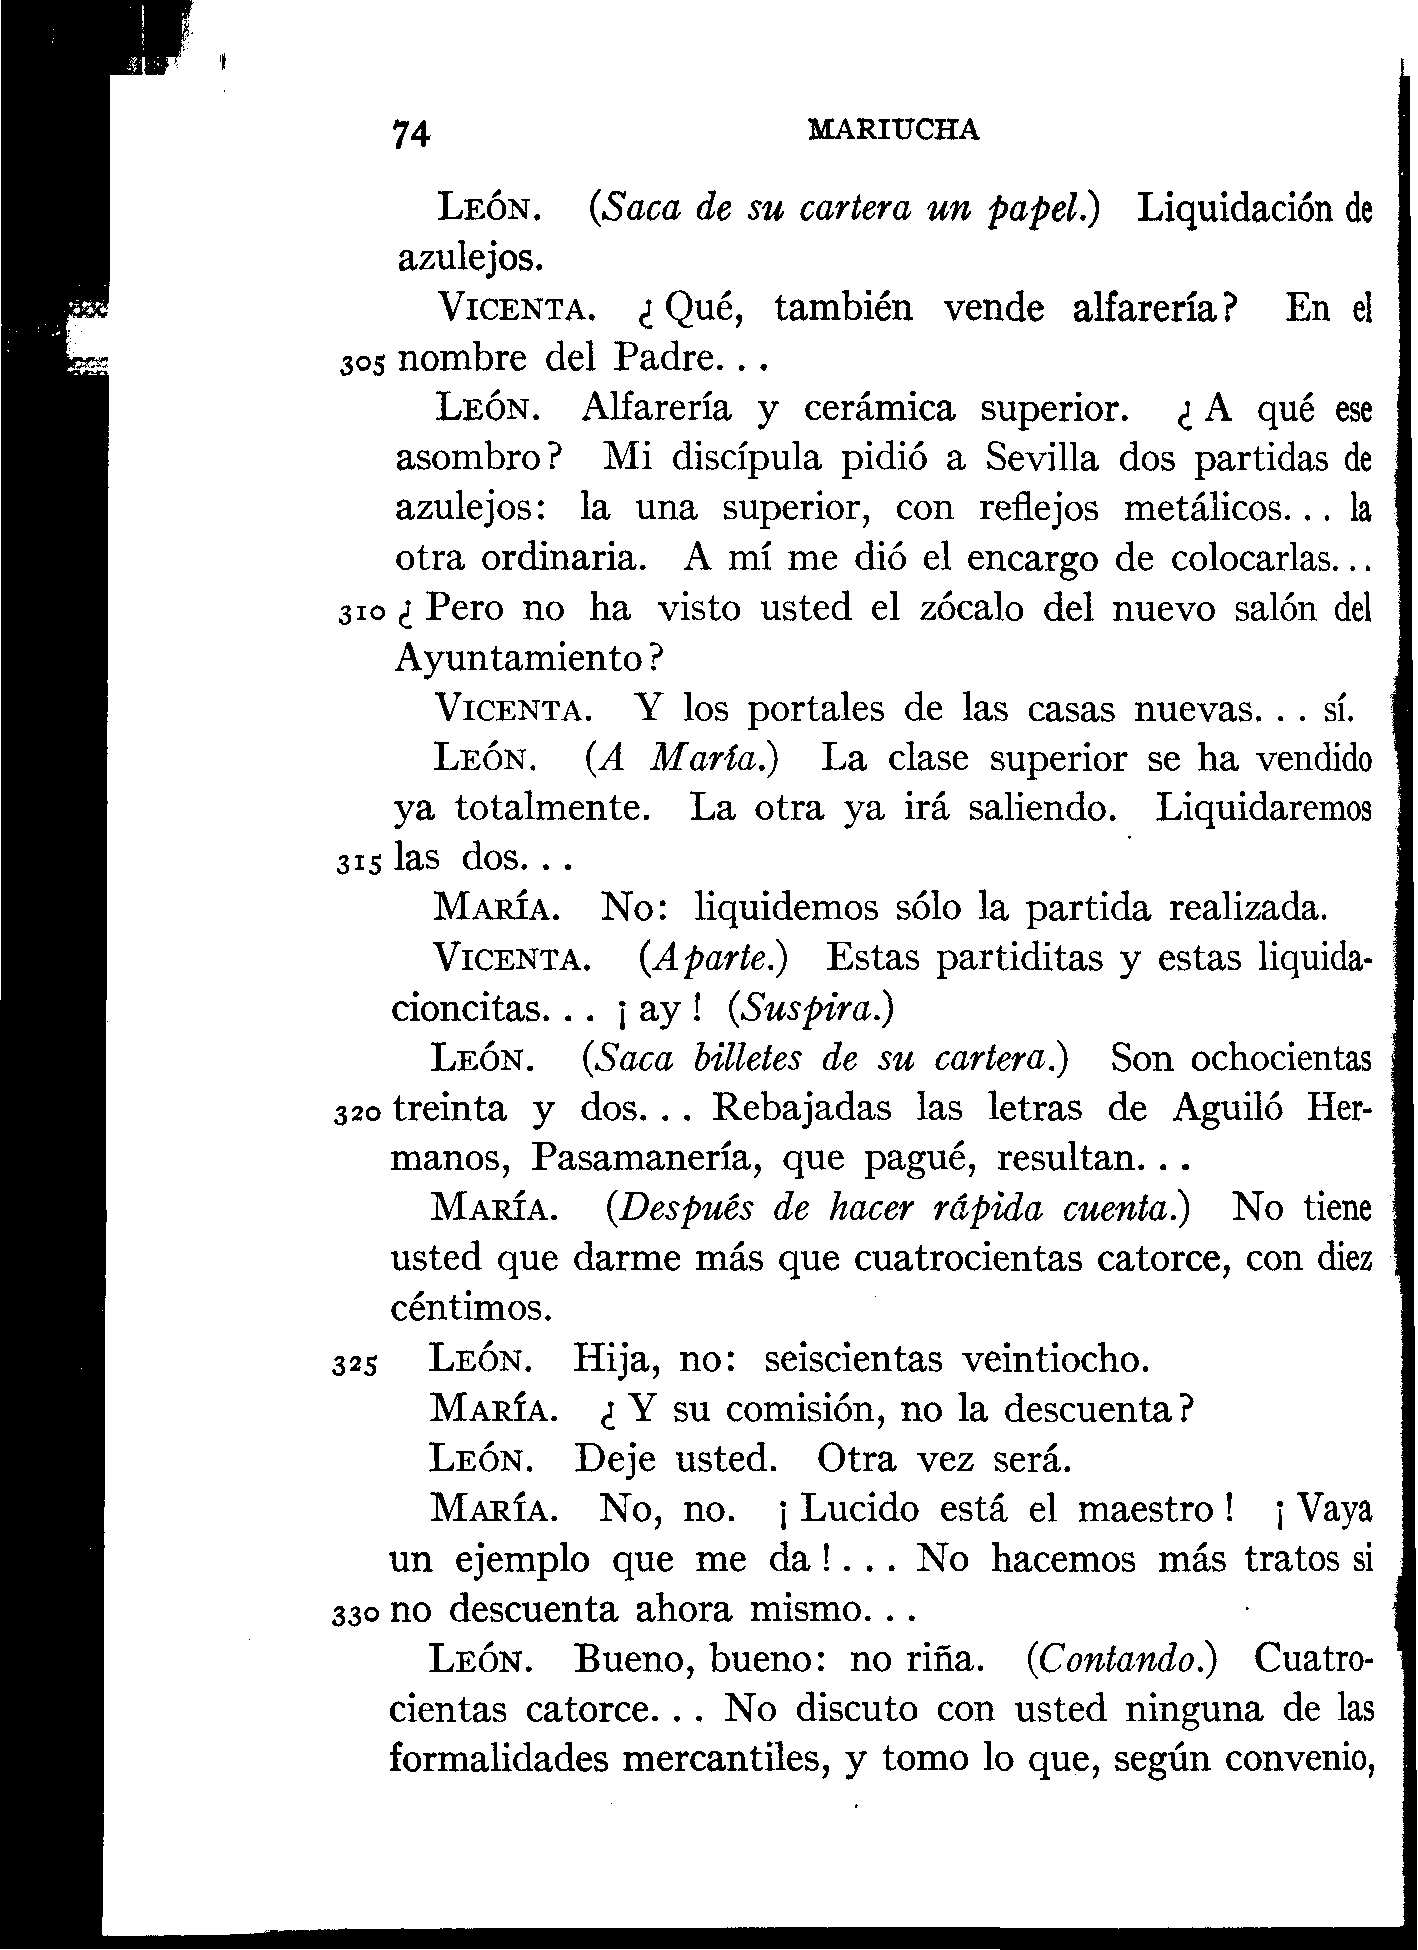 74 MARIUCHA
LEÓN. (Saca de su cartera un papel.) Liquidación de
azulejos.
VICENTA. ¿Qué, también vende alfarería? En el
305 nombre del Padre...
LEÓN. Alfarería y cerámica superior. ¿A qué ese
asombro? Mi discípula pidió a Sevilla dos partidas de
azulejos: la una superior, con reflejos metálicos... la
otra ordinaria. A mí me dió el encargo de colocarlas...
310 ¿Pero no ha visto usted el zócalo del nuevo salón del
Ayuntamiento?
VICENTA. Y los portales de las casas nuevas... sí.
LEÓN. (A María.) La clase superior se ha vendido
ya totalmente. La otra ya irá saliendo. Liquidaremos
315 las dos...
MARÍA. No: liquidemos sólo la partida realizada.
VICENTA. (Aparte.) Estas partiditas y estas liquida-
cioncitas... ¡ay! (Suspira.)
LEÓN. (Saca billetes de su cartera.) Son ochocientas
320 treinta y dos... Rebajadas las letras de Aguiló Her-
manos, Pasamanería, que pagué, resultan...
MARÍA. (Después de hacer rápida cuenta.) No tiene
usted que darme más que cuatrocientas catorce, con diez
céntimos.
325 LEÓN. Hija, no: seiscientas veintiocho.
MARÍA. ¿Y su comisión, no la descuenta?
LEÓN. Deje usted. Otra vez será.
MARÍA. No, no. ¡Lucido está el maestro! ¡Vaya
un ejemplo que me da!... No hacemos más tratos si
330 no descuenta ahora mismo...
LEÓN. Bueno, bueno: no riña. (Contando.) Cuatro-
cientas catorce... No discuto con usted ninguna de las
formalidades mercantiles, y tomo lo que, según convenio,